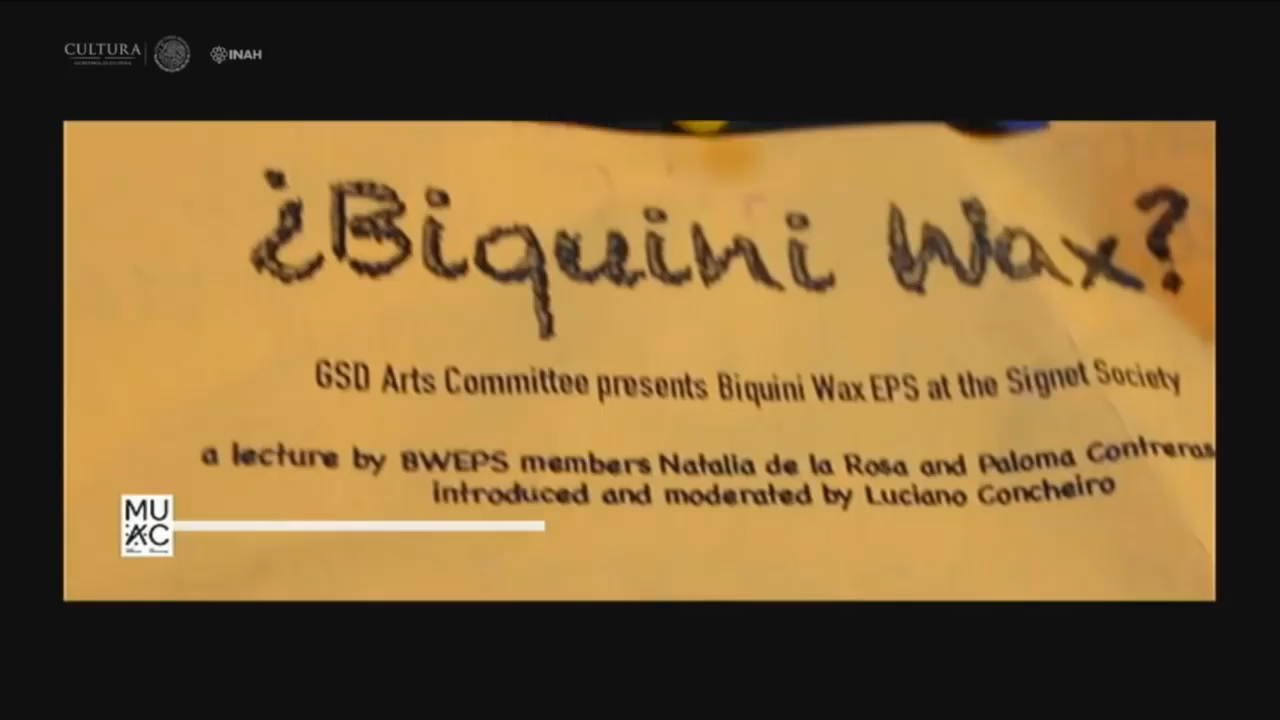 CULTURA
INAH
¿Biquini Wax?
GSD Arts Committee presents Biquini Wax EPS at the Signet Society
a lecture by BWEPS members Natalia de la Rosa and Paloma Contreras
introduced and moderated by Luciano Concheiro
MU
AC